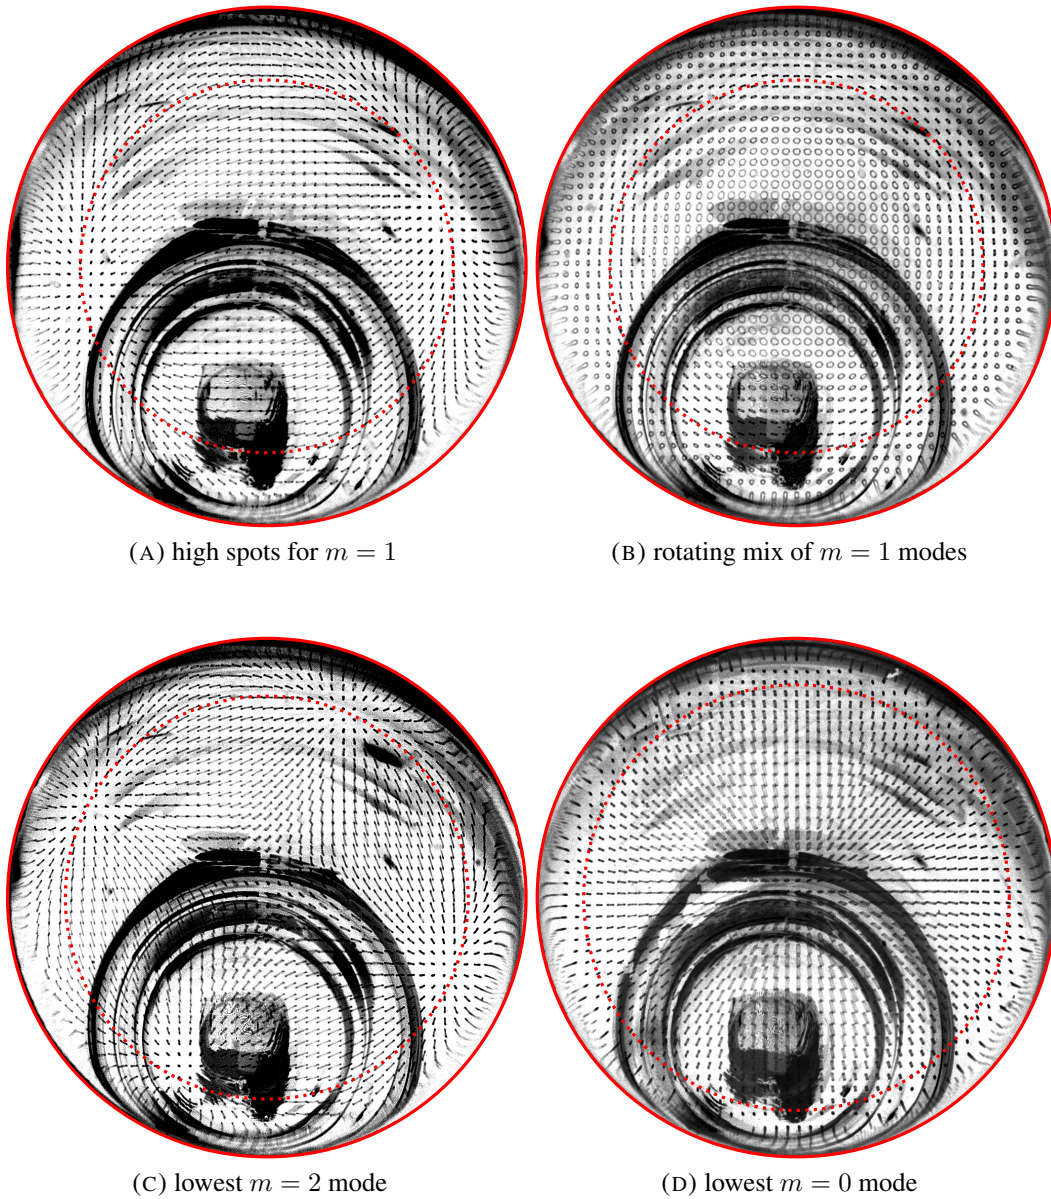 (A) high spots for m = 1
(B) rotating mix of m = 1 modes
(C) lowest m = 2 mode
(D) lowest m = 0 mode